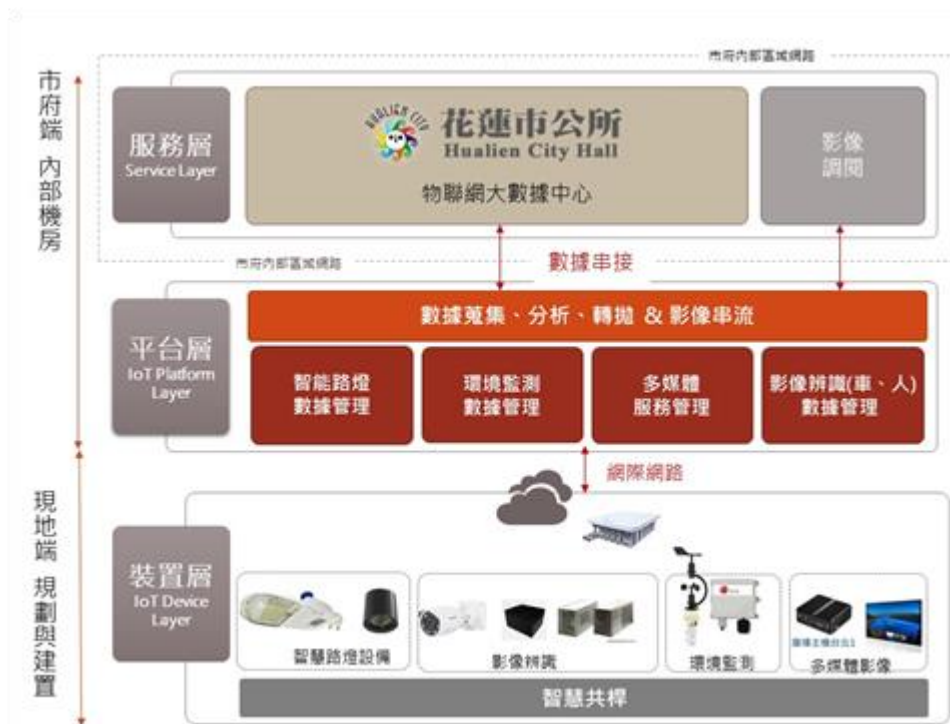 市府內部區域網路
市府端 內部機房
服務層
Service Layer
HUALIEN CITY
花蓮市公所
Hualien City Hall
物聯網大數據中心
影像
調閱
市府內部區域網路
數據串接
平台層
IoT Platform
Layer
數據蒐集、分析、轉拋 & 影像串流
智能路燈
數據管理
環境監測
數據管理
多媒體
服務管理
影像辨識(車、人)
數據管理
網際網路
現地端 規劃與建置
裝置層
IoT Device
Layer
智慧路燈設備
影像辨識
環境監測
多媒體影像
智慧共桿